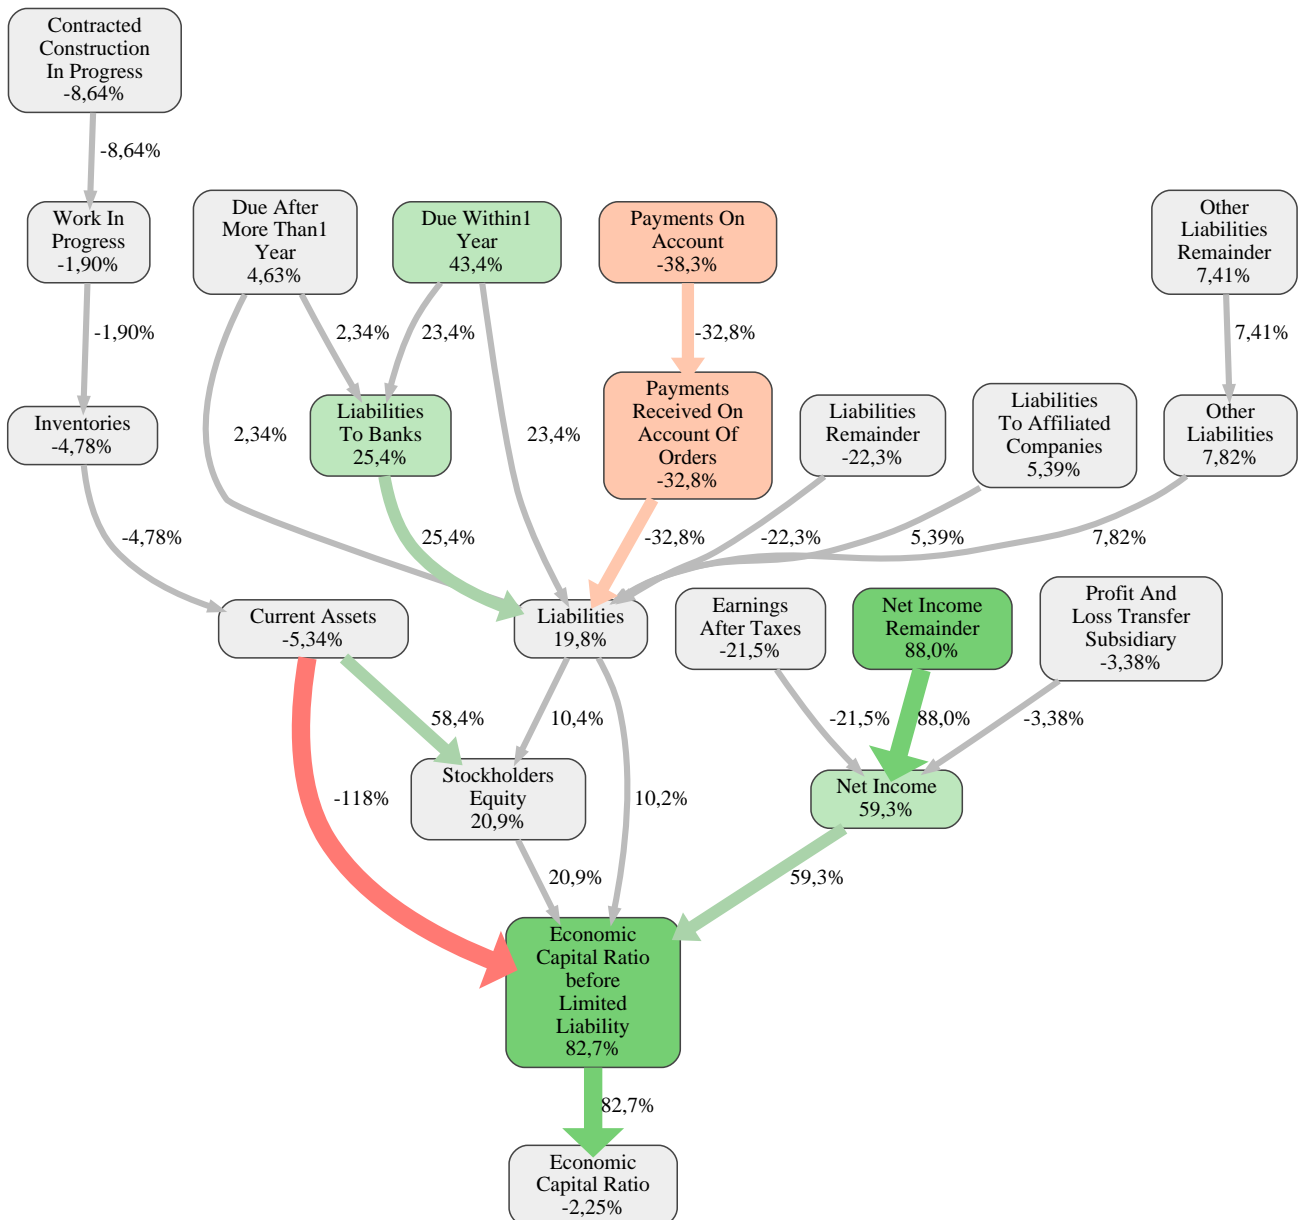 Contracted
Construction
In Progress
-8,64%
-8,64%
Work In
Progress
-1,90%
Due After
More Than1
Year
4,63%
Due Within1
Year
43,4%
Payments On
Account
-38,3%
Other
Liabilities
Remainder
7,41%
-1,90%
2,34%
23,4%
-32,8%
7,41%
Inventories
-4,78%
Liabilities
To Banks
25,4%
Payments
Received On
Account Of
Orders
-32,8%
Liabilities
Remainder
-22,3%
Liabilities
To Affiliated
Companies
5,39%
Other
Liabilities
7,82%
2,34%
23,4%
-4,78%
25,4%
-32,8%
-22,3%
5,39%
7,82%
Current Assets
-5,34%
Liabilities
19,8%
Earnings
After Taxes
-21,5%
Net Income
Remainder
88,0%
Profit And
Loss Transfer
Subsidiary
-3,38%
58,4%
10,4%
-21,5%
88,0%
-3,38%
Stockholders
Equity
20,9%
Net Income
59,3%
-118%
10,2%
20,9%
59,3%
Economic
Capital Ratio
before
Limited
Liability
82,7%
82,7%
Economic
Capital Ratio
-2,25%